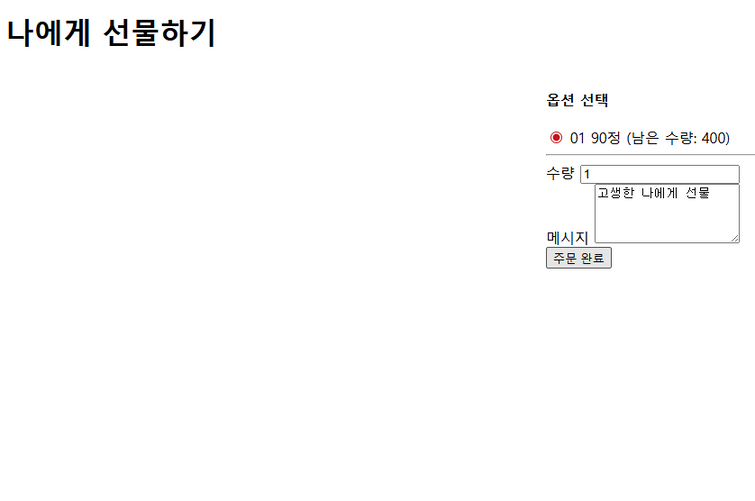 나에게 선물하기
옵션 선택
01 90정 (남은 수량: 400)
수량 1
고생한 나에게 선물
메시지
주문 완료